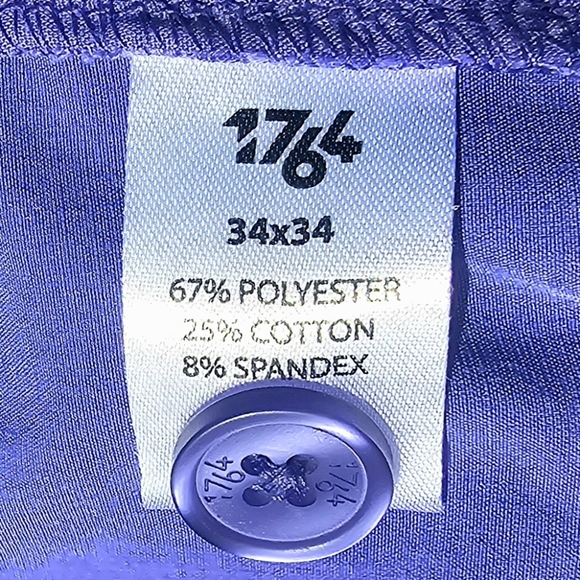 1764
34x34
67% POLYESTER
25% COTTON
8% SPANDEX
1764 1764